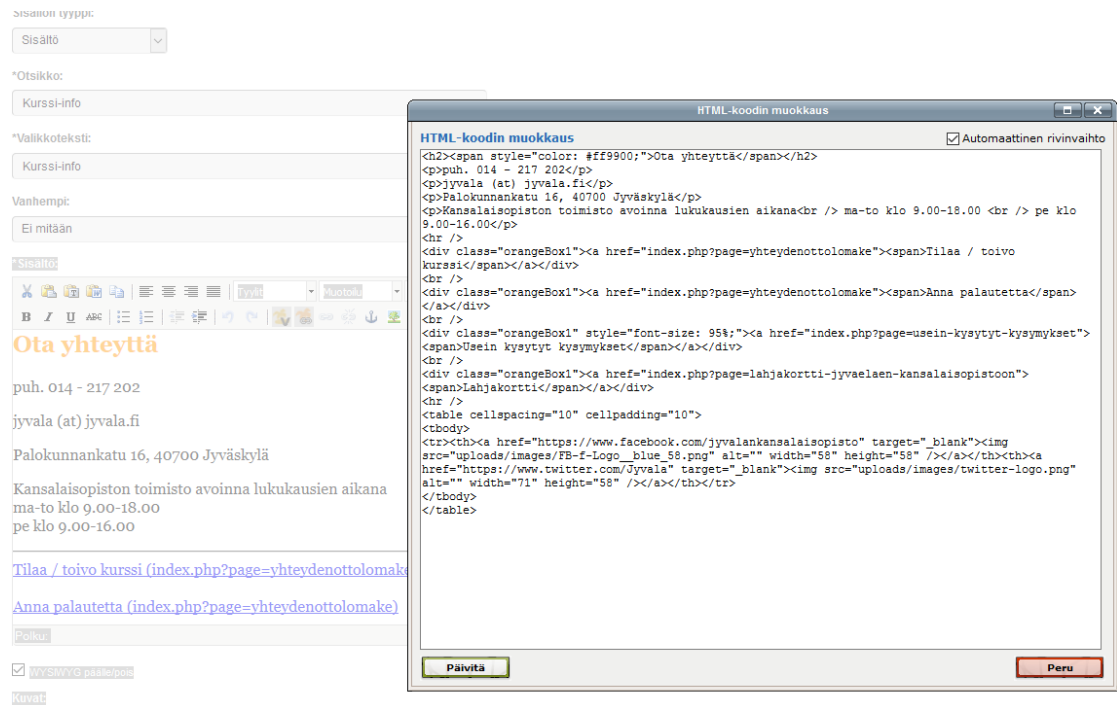 Sisällön tyyppi:
Sisältö
*Otsikko:
Kurssi-info
*Valikkoteksti:
Kurssi-info
Vanhempi:
Ei mitään
*Sisältö:
Tyylit
Muotoilu
B I U ABC
Ota yhteyttä
puh. 014 - 217 202
jyvala (at) jyvala.fi
Palokunnankatu 16, 40700 Jyväskylä
Kansalaisopiston toimisto avoinna lukukausien aikana
ma-to klo 9.00-18.00
pe klo 9.00-16.00
Tilaa / toivo kurssi (index.php?page=yhteydenottolomake
Anna palautetta (index.php?page=yhteydenottolomake)
Polku:
WYSIWYG päälle/pois
Kuvat:
HTML-koodin muokkaus
HTML-koodin muokkaus
Automaattinen rivinvaihto
<h2><span style="color: #ff9900;">Ota yhteyttä</span></h2>
<p>puh. 014 - 217 202</p>
<p>jyvala (at) jyvala.fi</p>
<p>Palokunnankatu 16, 40700 Jyväskylä</p>
<p>Kansalaisopiston toimisto avoinna lukukausien aikana<br /> ma-to klo 9.00-18.00 <br /> pe klo
9.00-16.00</p>
<hr />
<div class="orangeBox1"><a href="index.php?page=yhteydenottolomake"><span>Tilaa / toivo
kurssi</span></a></div>
<br />
<div class="orangeBox1"><a href="index.php?page=yhteydenottolomake"><span>Anna palautetta</span>
</a></div>
<br />
<div class="orangeBox1" style="font-size: 95%;"><a href="index.php?page=usein-kysytyt-kysymykset">
<span>Usein kysytyt kysymykset</span></a></div>
<br />
<div class="orangeBox1"><a href="index.php?page=lahjakortti-jyvaelaen-kansalaisopistoon">
<span>Lahjakortti</span></a></div>
<hr />
<table cellspacing="10" cellpadding="10">
<tbody>
<tr><th><a href="https://www.facebook.com/jyvalankansalaisopisto" target="_blank"><img
src="uploads/images/FB-f-Logo__blue_58.png" alt="" width="58" height="58" /></a></th><th><a
href="https://www.twitter.com/Jyvala" target="_blank"><img src="uploads/images/twitter-logo.png"
alt="" width="71" height="58" /></a></th></tr>
</tbody>
</table>
Päivitä
Peru